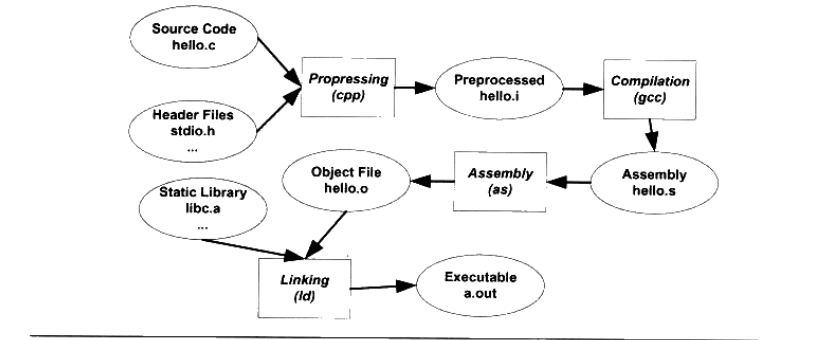 Source Code
hello.c
Propressing
(cpp)
Preprocessed
hello.i
Compilation
(gcc)
Header Files
stdio.h
...
Object File
hello.o
Assembly
(as)
Assembly
hello.s
Static Library
libc.a
...
Linking
(ld)
Executable
a.out